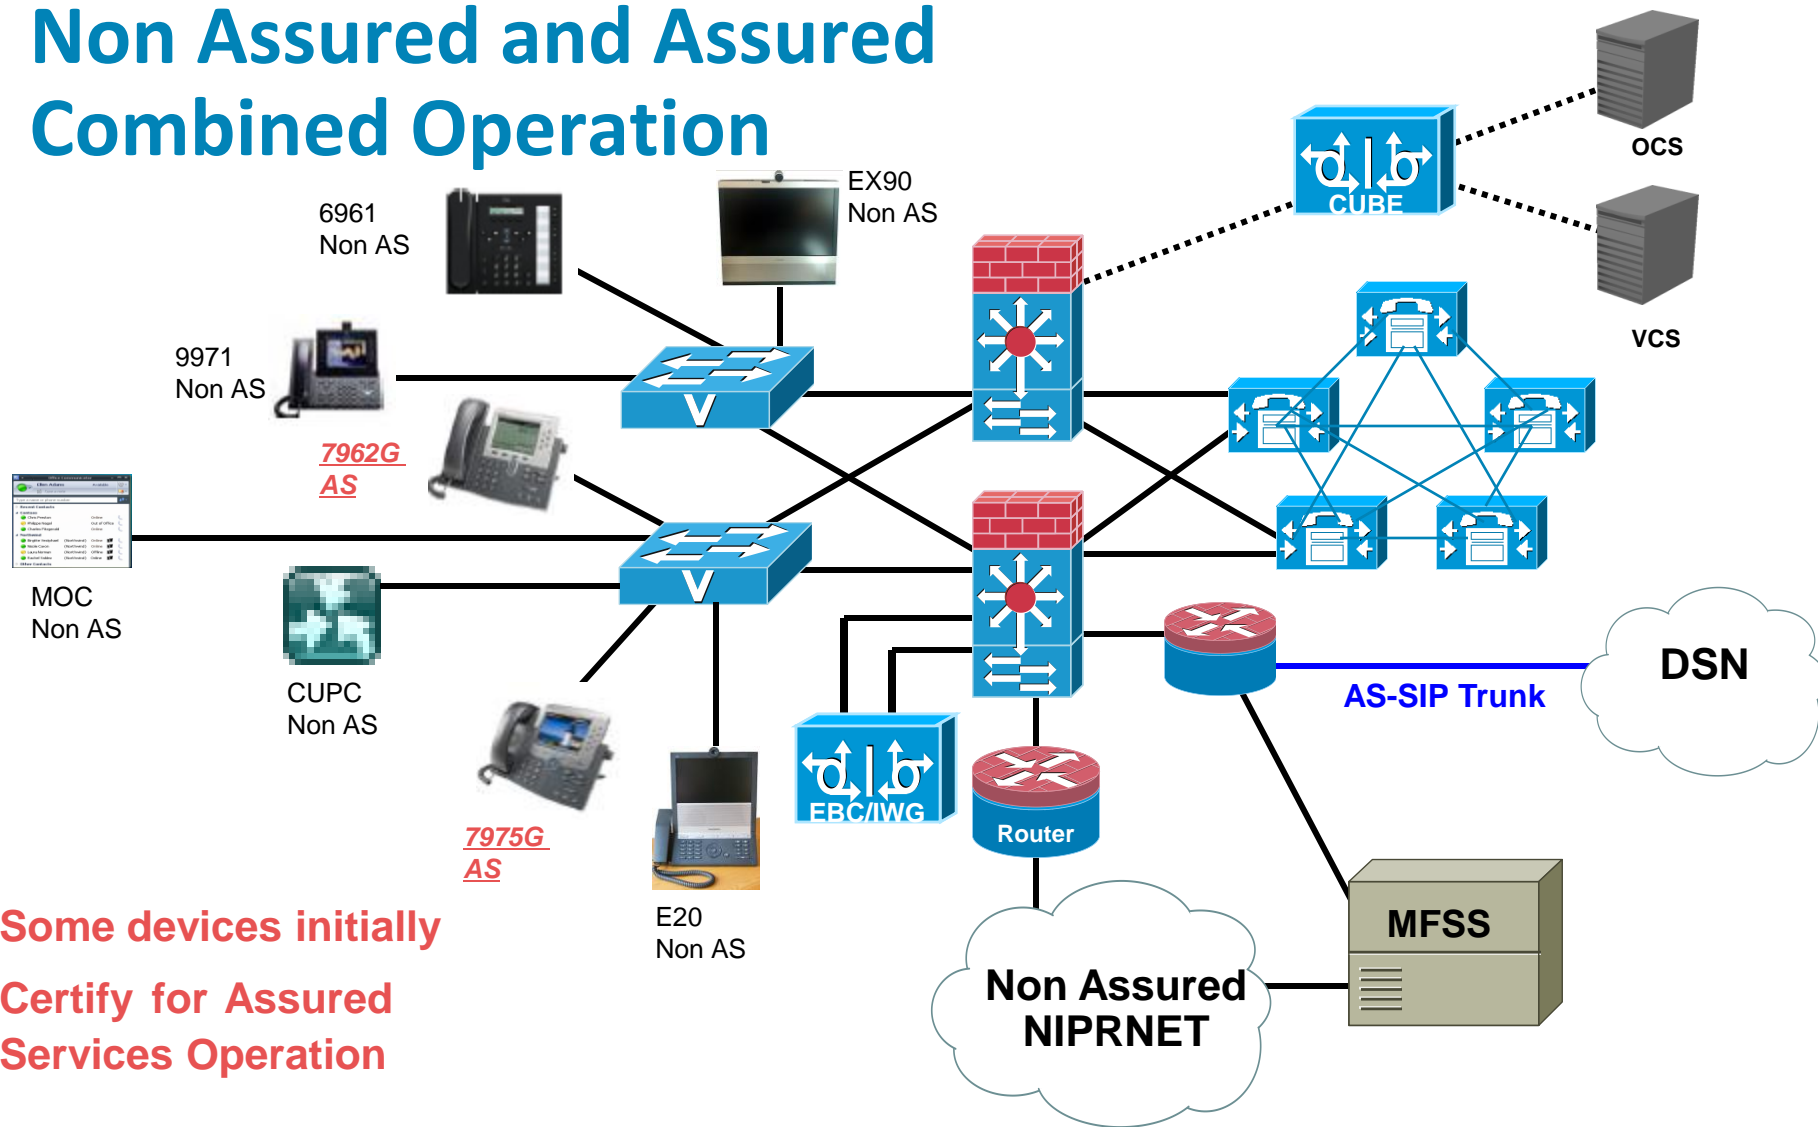 Non Assured and Assured
Combined Operation
OCS
EX90
Non AS
6961
Non AS
CUBE
VCS
9971
Non AS
V
7962G
AS
MOC
Non AS
V
CUPC
Non AS
DSN
AS-SIP Trunk
EBC/IWG
Router
7975G
AS
E20
Non AS
MFSS
Some devices initially
Certify for Assured
Services Operation
Non Assured
NIPRNET